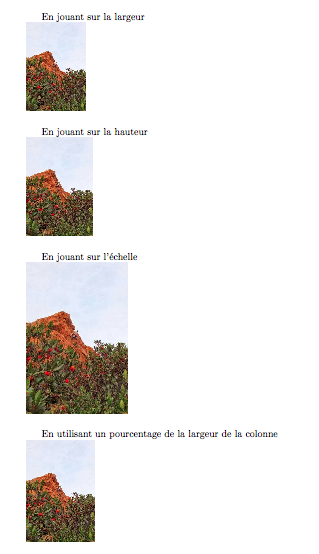 En jouant sur la largeur
En jouant sur la hauteur
En jouant sur l'échelle
En utilisant un pourcentage de la largeur de la colonne